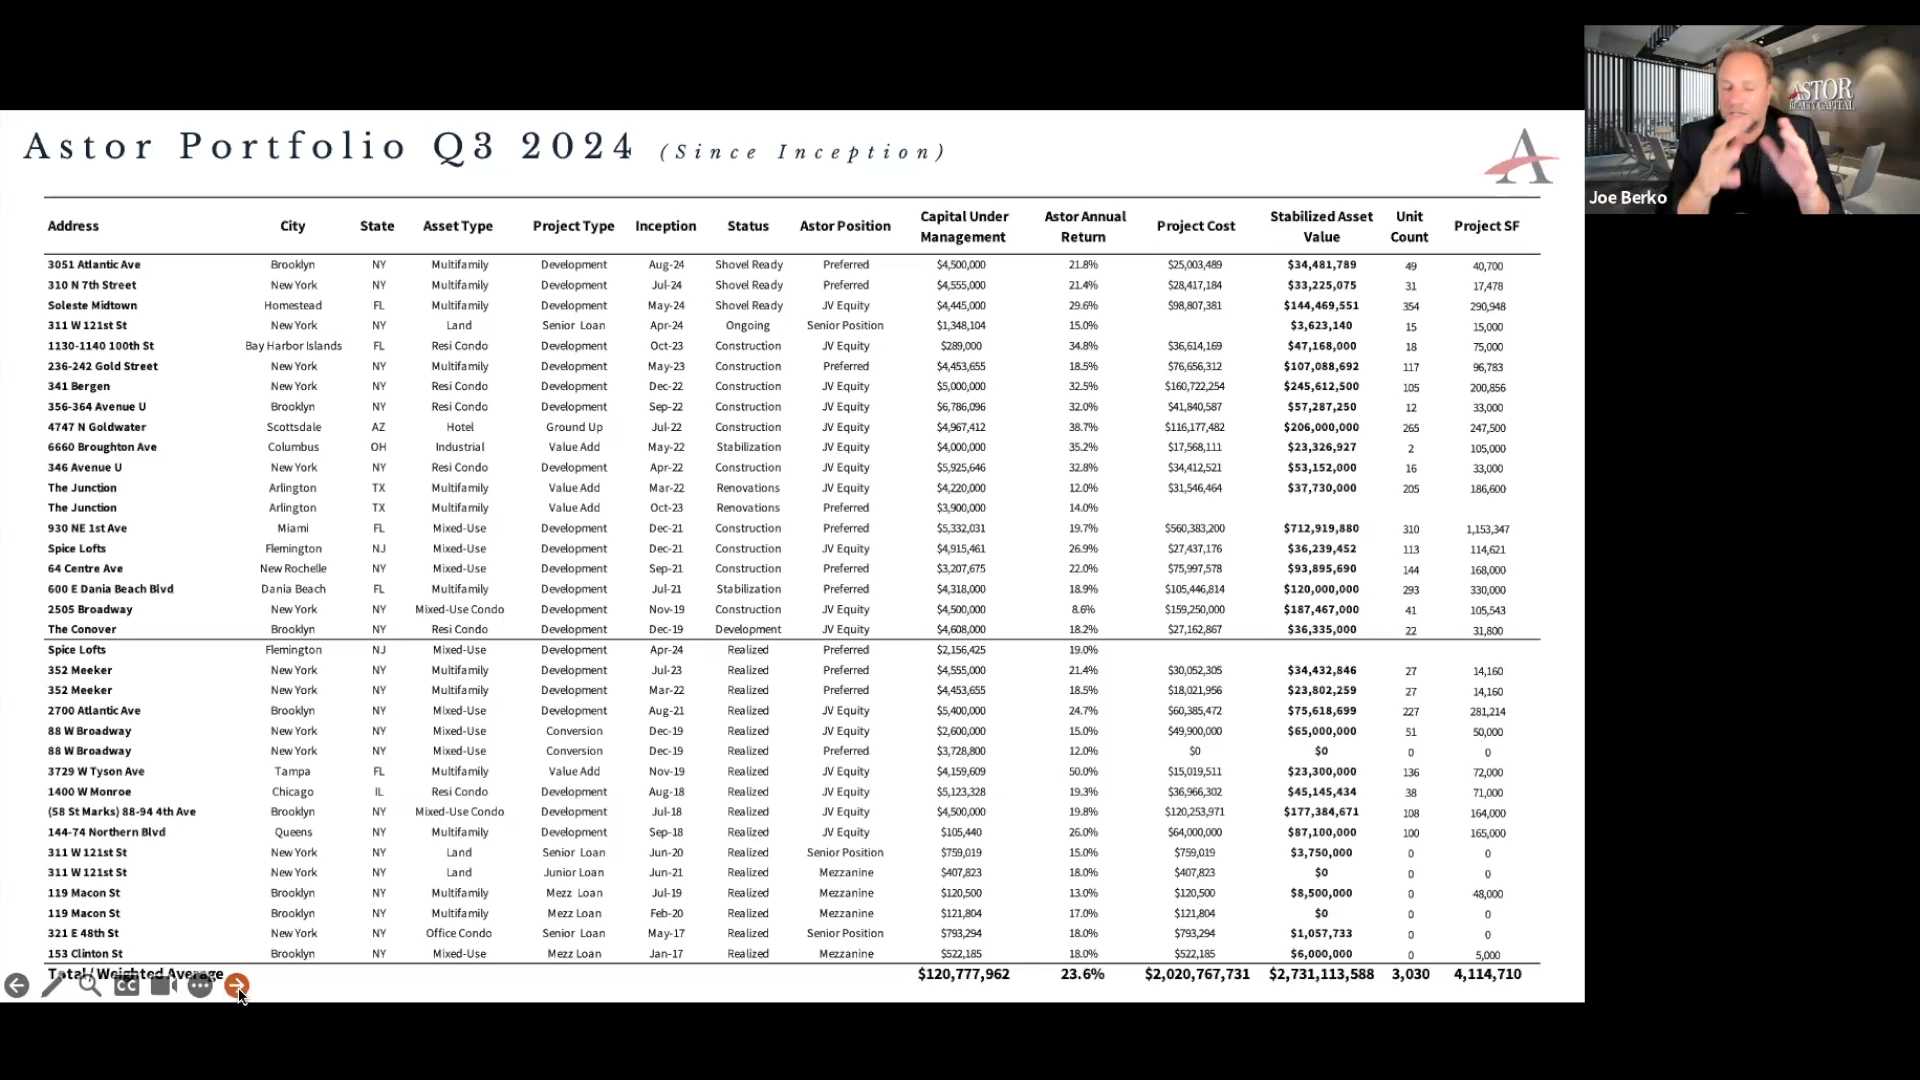 Astor Portfolio Q3 2024 (Since Inception)
ASTOR
REALTY CAPITAL
Joe Berko
Address City State Asset Type Project Type Inception Status Astor Position Capital Under Management Astor Annual Return Project Cost Stabilized Asset Value Unit Count Project SF
3051 Atlantic Ave Brooklyn NY Multifamily Development Aug-24 Shovel Ready Preferred $4,500,000 21.8% $25,003,489 $34,481,789 49 40,700
310 N 7th Street New York NY Multifamily Development Jul-24 Shovel Ready Preferred $4,555,000 21.4% $28,417,184 $33,225,075 31 17,478
Soleste Midtown Homestead FL Multifamily Development May-24 Shovel Ready JV Equity $4,445,000 29.6% $98,807,381 $144,469,551 354 290,948
311 W 121st St New York NY Land Senior Loan Apr-24 Ongoing Senior Position $1,348,104 15.0% $3,623,140 15 15,000
1130-1140 100th St Bay Harbor Islands FL Resi Condo Development Oct-23 Construction JV Equity $289,000 34.8% $36,614,169 $47,168,000 18 75,000
236-242 Gold Street New York NY Multifamily Development May-23 Construction Preferred $4,453,655 18.5% $76,656,312 $107,088,692 117 96,783
341 Bergen New York NY Resi Condo Development Dec-22 Construction JV Equity $5,000,000 32.5% $160,722,254 $245,612,500 105 200,856
356-364 Avenue U Brooklyn NY Resi Condo Development Sep-22 Construction JV Equity $6,786,096 32.0% $41,840,587 $57,287,250 12 33,000
4747 N Goldwater Scottsdale AZ Hotel Ground Up Jul-22 Construction JV Equity $4,967,412 38.7% $116,177,482 $206,000,000 265 247,500
6660 Broughton Ave Columbus OH Industrial Value Add May-22 Stabilization JV Equity $4,000,000 35.2% $17,568,111 $23,326,927 2 105,000
346 Avenue U New York NY Resi Condo Development Apr-22 Construction JV Equity $5,925,646 32.8% $34,412,521 $53,152,000 16 33,000
The Junction Arlington TX Multifamily Value Add Mar-22 Renovations JV Equity $4,220,000 12.0% $31,546,464 $37,730,000 205 186,600
The Junction Arlington TX Multifamily Value Add Oct-23 Renovations Preferred $3,900,000 14.0%
930 NE 1st Ave Miami FL Mixed-Use Development Dec-21 Construction Preferred $5,332,031 19.7% $560,383,200 $712,919,880 310 1,153,347
Spice Lofts Flemington NJ Mixed-Use Development Dec-21 Construction JV Equity $4,915,461 26.9% $27,437,176 $36,239,452 113 114,621
64 Centre Ave New Rochelle NY Mixed-Use Development Sep-21 Construction JV Equity $3,207,675 22.0% $75,997,578 $93,895,690 144 168,000
600 E Dania Beach Blvd Dania Beach FL Multifamily Development Jul-21 Stabilization Preferred $4,318,000 18.9% $105,446,814 $120,000,000 293 330,000
2505 Broadway New York NY Mixed-Use Condo Development Nov-19 Construction JV Equity $4,500,000 8.6% $159,250,000 $187,467,000 41 105,543
The Conover Brooklyn NY Resi Condo Development Dec-19 Development JV Equity $4,608,000 18.2% $27,162,867 $36,335,000 22 31,800
Spice Lofts Flemington NJ Mixed-Use Development Apr-24 Realized Preferred $2,156,425 19.0%
352 Meeker New York NY Multifamily Development Jul-23 Realized Preferred $4,555,000 21.4% $30,052,305 $34,432,846 27 14,160
352 Meeker New York NY Multifamily Development Mar-22 Realized Preferred $4,453,655 18.5% $18,021,956 $23,802,259 27 14,160
2700 Atlantic Ave Brooklyn NY Mixed-Use Development Aug-21 Realized JV Equity $5,400,000 24.7% $60,385,472 $75,618,699 227 281,214
88 W Broadway New York NY Mixed-Use Conversion Dec-19 Realized JV Equity $2,600,000 15.0% $49,900,000 $65,000,000 51 50,000
88 W Broadway New York NY Mixed-Use Conversion Dec-19 Realized Preferred $3,728,800 12.0% $0 $0 0 0
3729 W Tyson Ave Tampa FL Multifamily Value Add Nov-19 Realized JV Equity $4,159,609 50.0% $15,019,511 $23,300,000 136 72,000
1400 W Monroe Chicago IL Resi Condo Development Aug-18 Realized JV Equity $5,123,328 19.3% $36,966,302 $45,145,434 38 71,000
(58 St Marks) 88-94 4th Ave Brooklyn NY Mixed-Use Condo Development Jul-18 Realized JV Equity $4,500,000 19.8% $120,253,971 $177,384,671 108 164,000
144-74 Northern Blvd Queens NY Multifamily Development Sep-18 Realized JV Equity $105,440 26.0% $64,000,000 $87,100,000 100 165,000
311 W 121st St New York NY Land Senior Loan Jun-20 Realized Senior Position $759,019 15.0% $759,019 $3,750,000 0 0
311 W 121st St New York NY Land Junior Loan Jun-21 Realized Mezzanine $407,823 18.0% $407,823 $0 0 0
119 Macon St Brooklyn NY Multifamily Mezz Loan Jul-19 Realized Mezzanine $120,500 13.0% $120,500 $8,500,000 0 48,000
119 Macon St Brooklyn NY Multifamily Mezz Loan Feb-20 Realized Mezzanine $121,804 17.0% $121,804 $0 0 0
321 E 48th St New York NY Office Condo Senior Loan May-17 Realized Senior Position $793,294 18.0% $793,294 $1,057,733 0 0
153 Clinton St Brooklyn NY Mixed-Use Mezz Loan Jan-17 Realized Mezzanine $522,185 18.0% $522,185 $6,000,000 0 5,000
Total/Weighted Average $120,777,962 23.6% $2,020,767,731 $2,731,113,588 3,030 4,114,710
CC